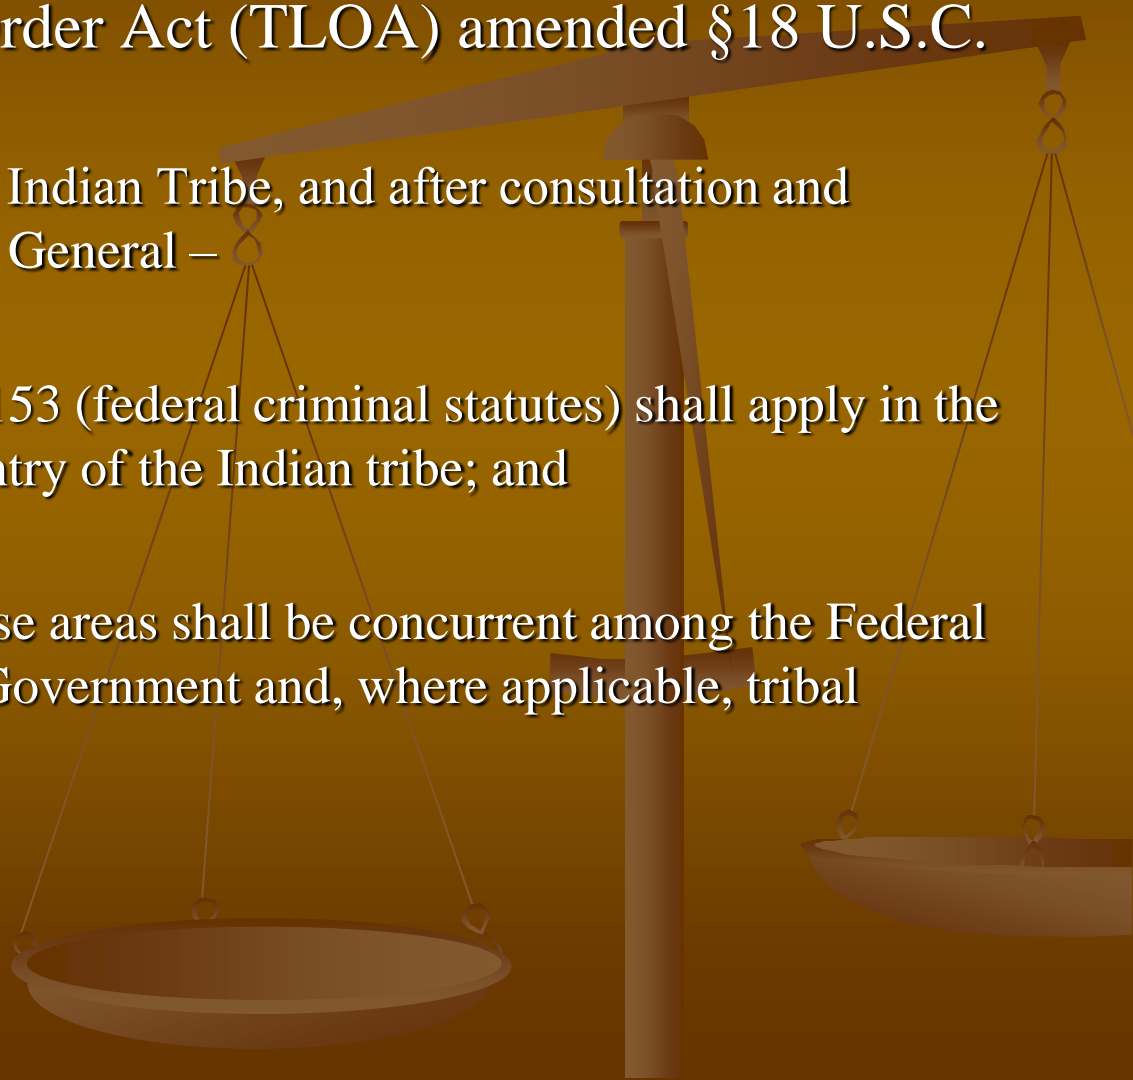 rder Act (TLOA) amended §18 U.S.C.
Indian Tribe, and after consultation and
General –
153 (federal criminal statutes) shall apply in the
ntry of the Indian tribe; and
se areas shall be concurrent among the Federal
Government and, where applicable, tribal